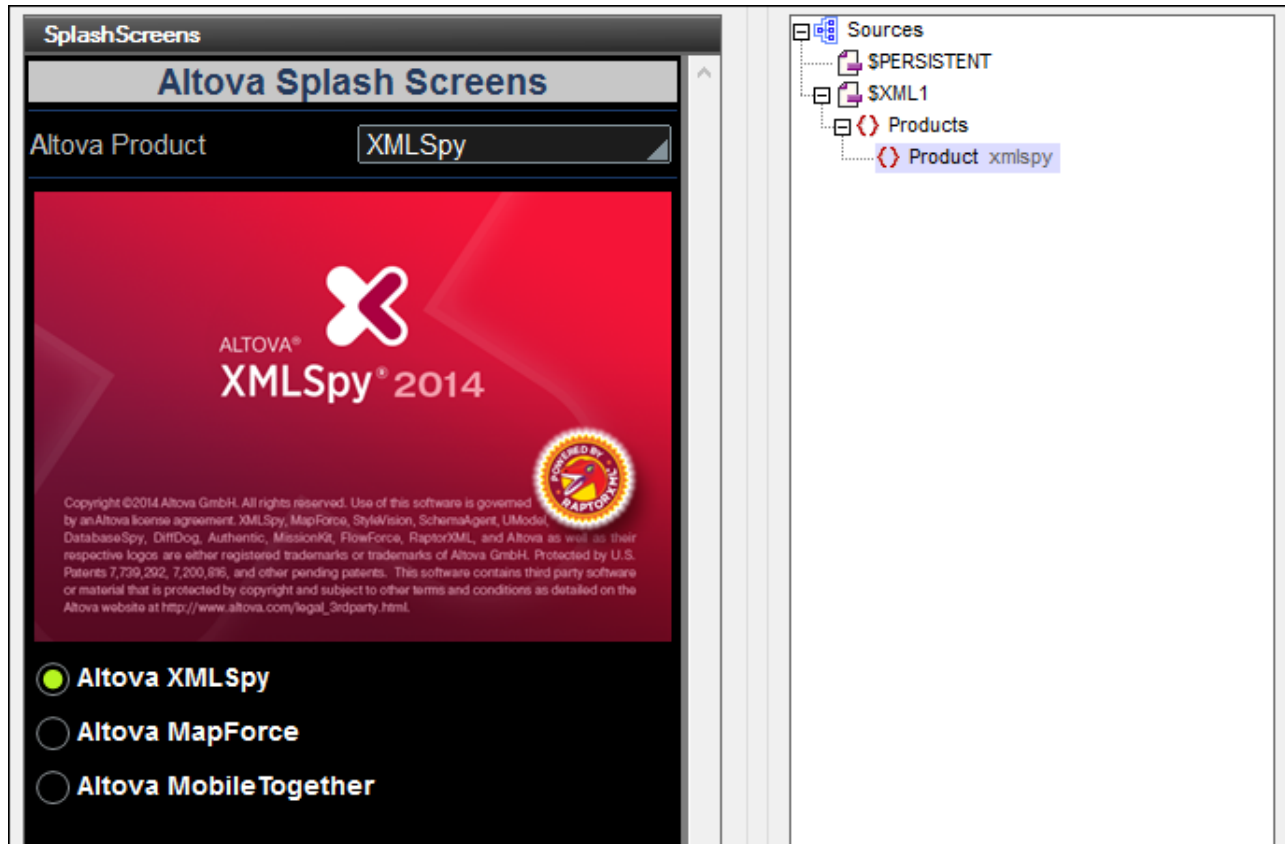 SplashScreens
Altova Splash Screens
Altova Product
XMLSpy
ALTOVA®
XMLSpy® 2014
POWERED BY
RAPTORXML
Copyright ©2014 Altova GmbH. All rights reserved. Use of this software is governed
by an Altova license agreement. XMLSpy, MapForce, StyleVision, SchemaAgent, UModel,
DatabaseSpy, DiffDog, Authentic, MissionKit, FlowForce, RaptorXML, and Altova as well as their
respective logos are either registered trademarks or trademarks of Altova GmbH. Protected by U.S.
Patents 7,739,292, 7,200,816, and other pending patents. This software contains third party software
or material that is protected by copyright and subject to other terms and conditions as detailed on the
Altova website at http://www.altova.com/legal_3rdparty.html.
Altova XMLSpy
Altova MapForce
Altova MobileTogether
Sources
$PERSISTENT
$XML1
Products
Product xmlspy